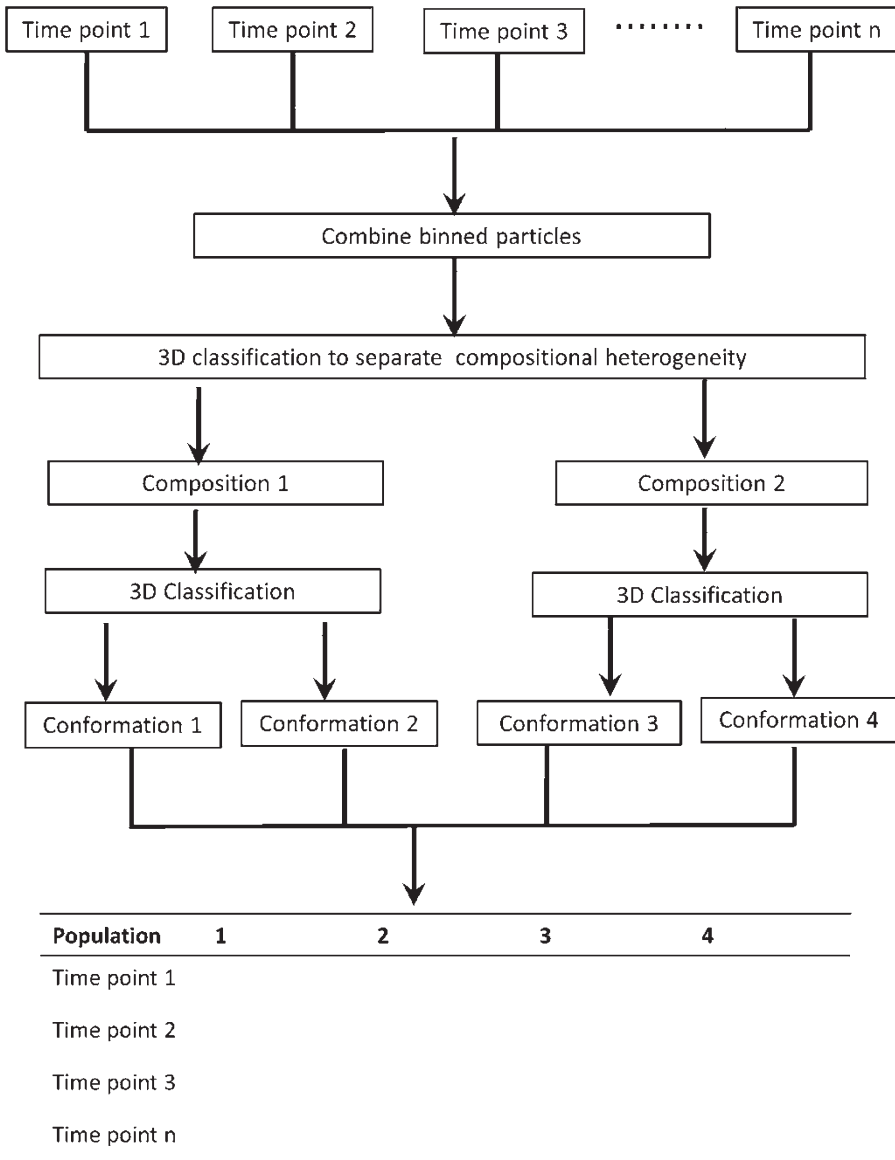 Time point 1 Time point 2 Time point 3 ........ Time point n
Combine binned particles
3D classification to separate compositional heterogeneity
Composition 1 Composition 2
3D Classification 3D Classification
Conformation 1 Conformation 2 Conformation 3 Conformation 4
Population 1 2 3 4
Time point 1
Time point 2
Time point 3
Time point n